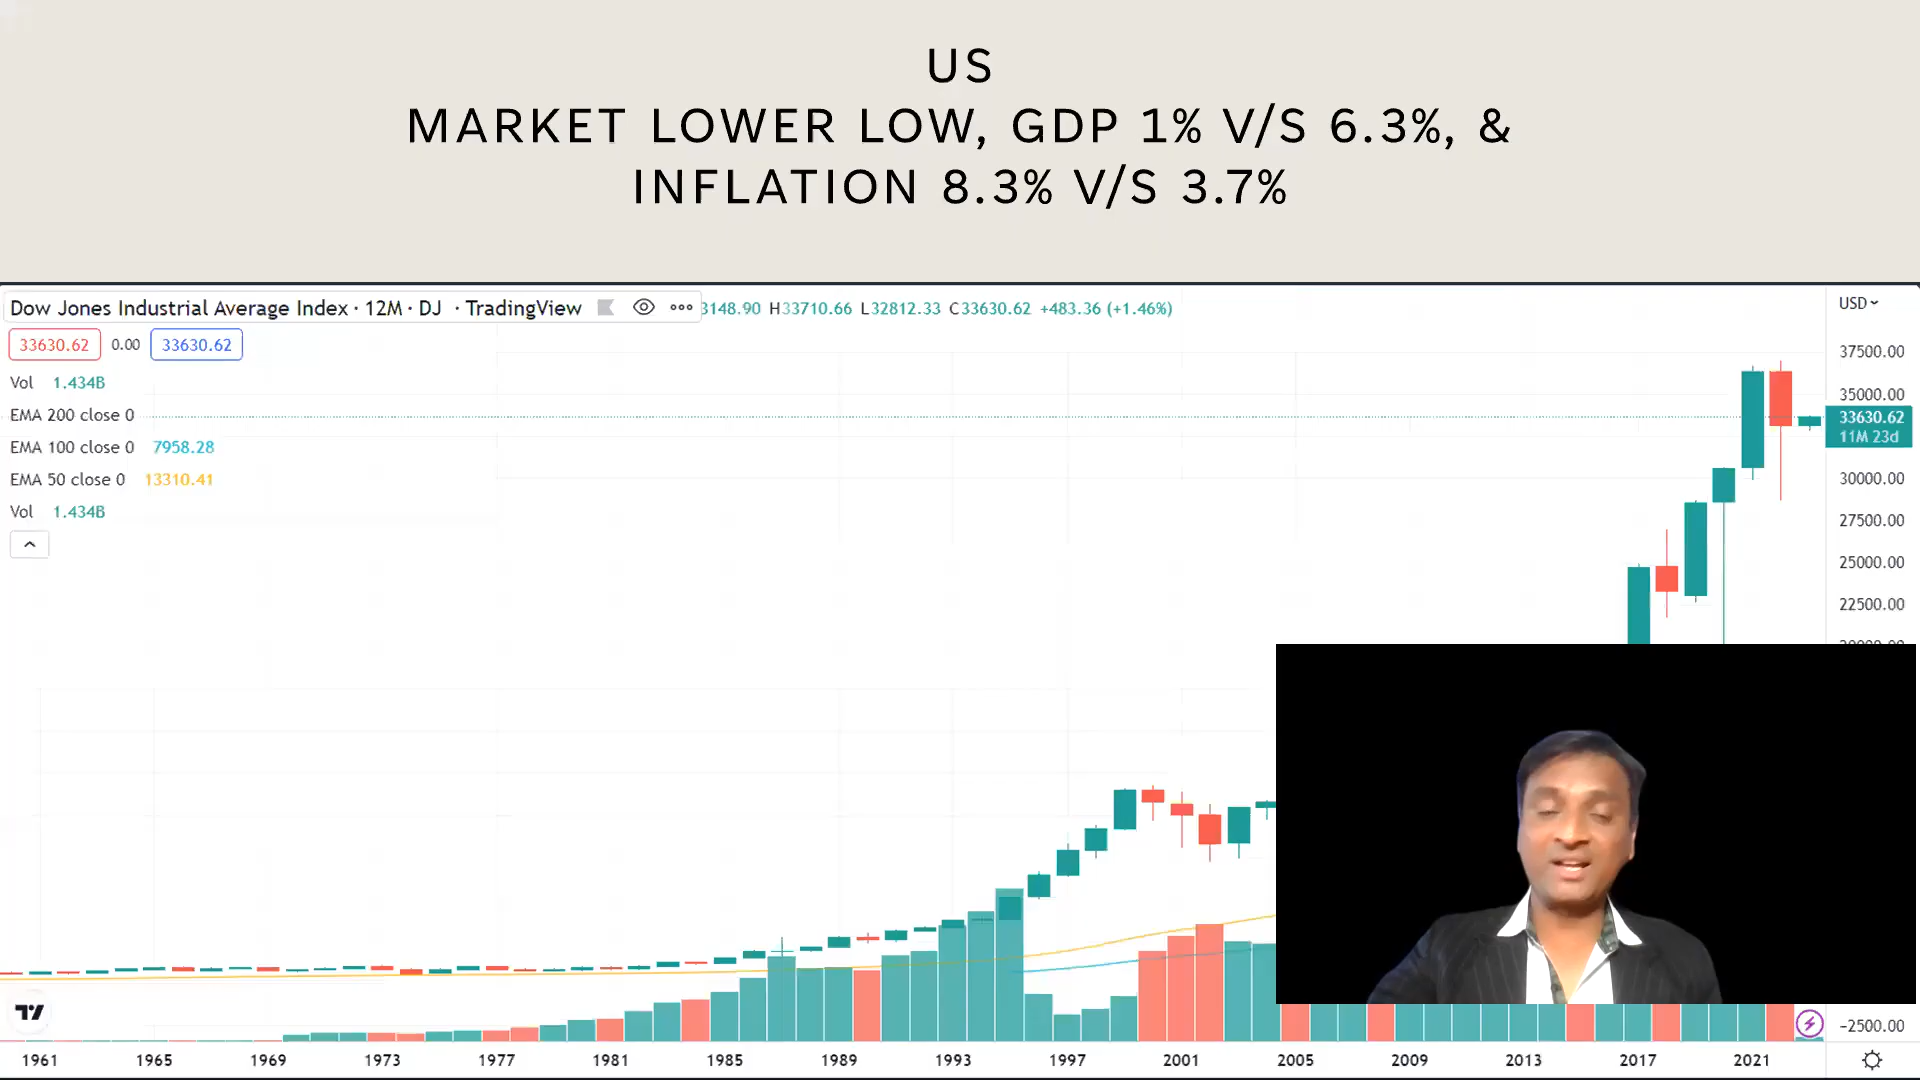 US
MARKET LOWER LOW, GDP 1% V/S 6.3%, &
INFLATION 8.3% V/S 3.7%
Dow Jones Industrial Average Index · 12M · DJ · TradingView 3148.90 H33710.66 L32812.33 C33630.62 +483.36 (+1.46%)
USD
33630.62 0.00 33630.62
Vol 1.434B
EMA 200 close 0
EMA 100 close 0 7958.28
EMA 50 close 0 13310.41
Vol 1.434B
37500.00
35000.00
33630.62
11M 23d
30000.00
27500.00
25000.00
22500.00
−2500.00
1961 1965 1969 1973 1977 1981 1985 1989 1993 1997 2001 2005 2009 2013 2017 2021